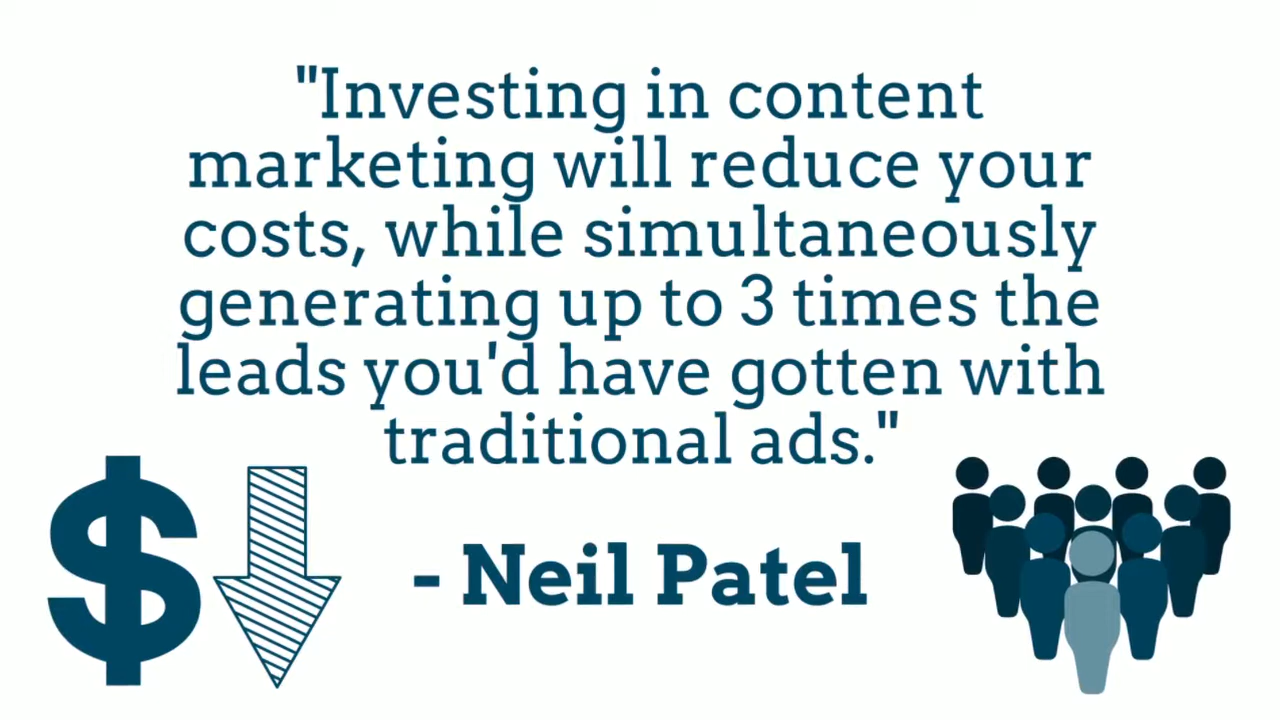 "Investing in content
marketing will reduce your
costs, while simultaneously
generating up to 3 times the
leads you'd have gotten with
traditional ads."
- Neil Patel
$